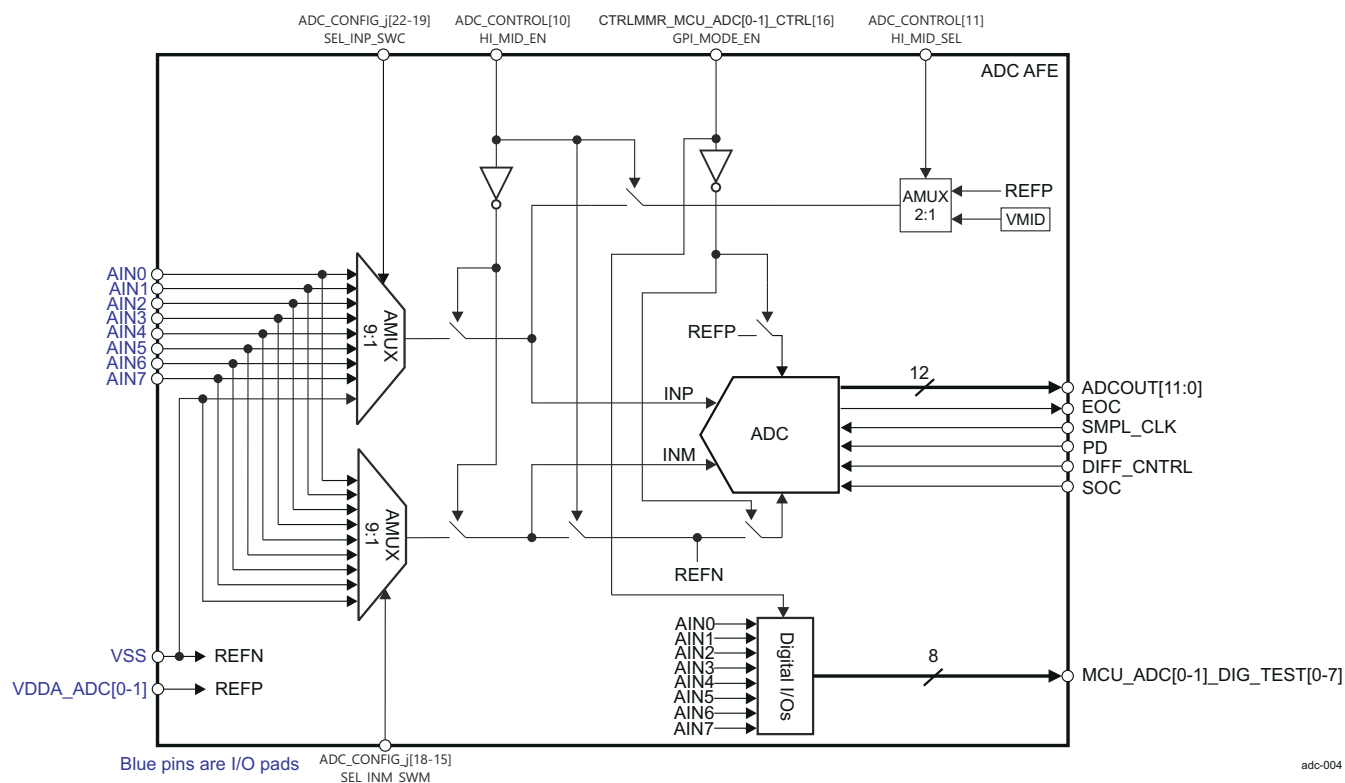 ADC_CONFIG_j[22-19]
SEL_INP_SWC
ADC_CONTROL[10]
HI_MID_EN
CTRLMMR_MCU_ADC[0-1]_CTRL[16]
GPI_MODE_EN
ADC_CONTROL[11]
HI_MID_SEL
ADC AFE
AMUX
2:1
REFP
VMID
AIN0
AIN1
AIN2
AIN3
AIN4
AIN5
AIN6
AIN7
AMUX
9:1
REFP
INP
INM
ADC
12
ADCOUT[11:0]
EOC
SMPL_CLK
PD
DIFF_CNTRL
SOC
AMUX
9:1
REFN
VSS
REFN
VDDA_ADC[0-1]
REFP
AIN0
AIN1
AIN2
AIN3
AIN4
AIN5
AIN6
AIN7
Digital I/Os
8
MCU_ADC[0-1]_DIG_TEST[0-7]
Blue pins are I/O pads
ADC_CONFIG_j[18-15]
SEL_INM_SWM
adc-004